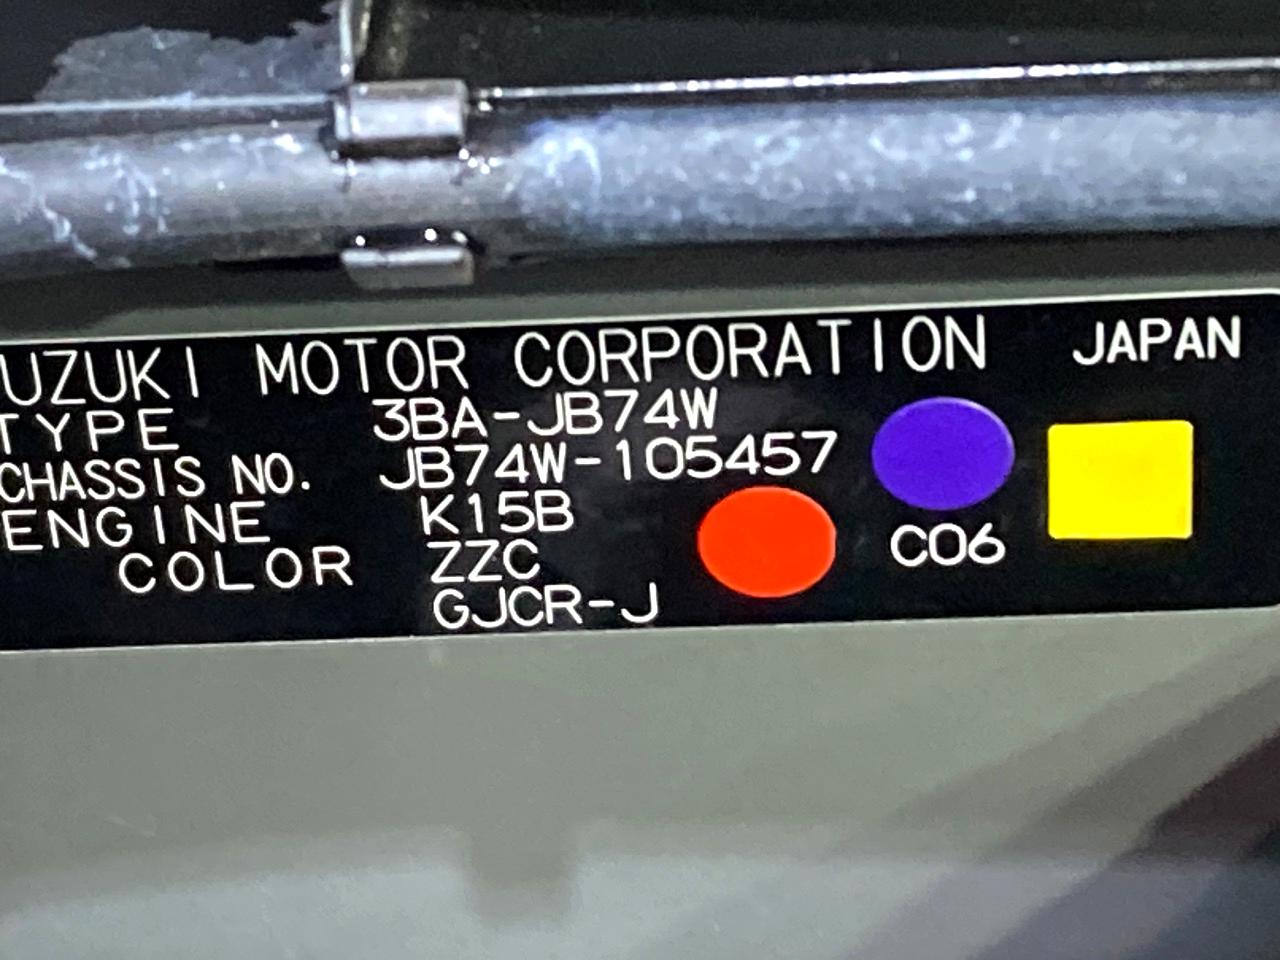 UZUKI MOTOR CORPORATION JAPAN
TYPE 3BA-JB74W
CHASSIS NO. JB74W-105457
ENGINE K15B
C06
COLOR ZZC
GJCR-J